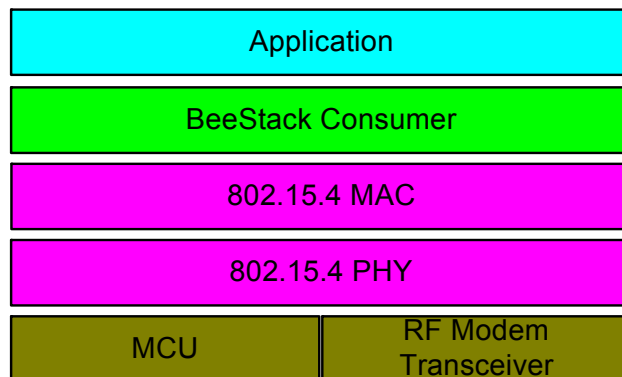 Application
BeeStack Consumer
802.15.4 MAC
802.15.4 PHY
MCU
RF Modem
Transceiver